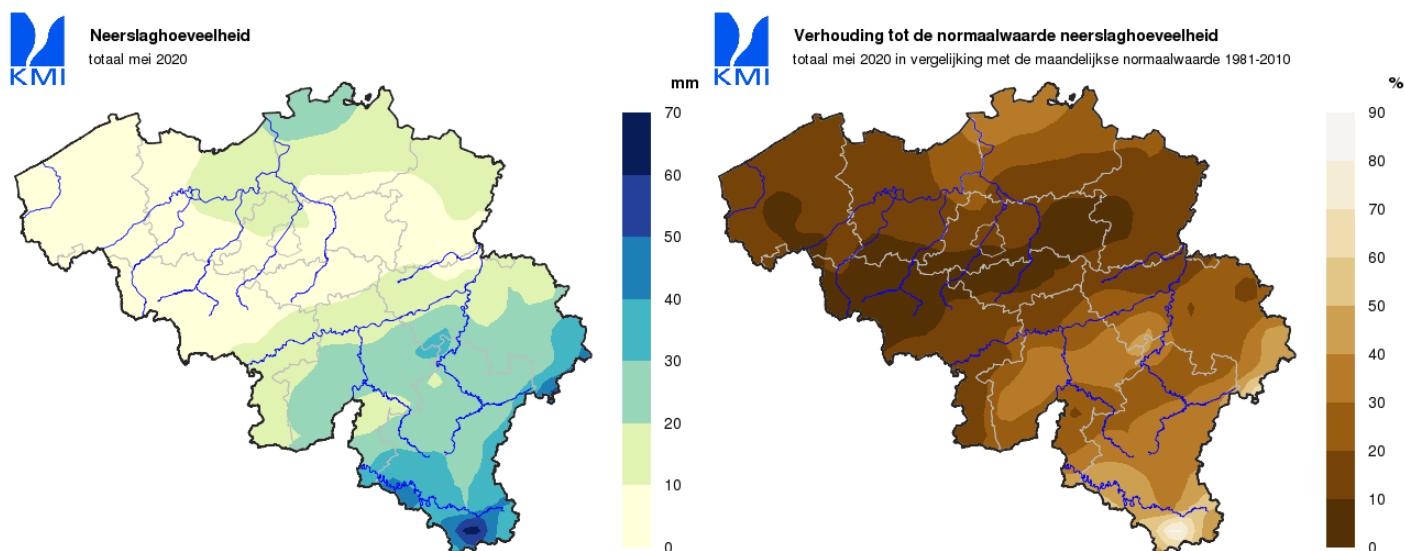 KMI
Neerslaghoeveelheid
totaal mei 2020
mm
70
60
50
40
30
20
10
0
KMI
Verhouding tot de normaalwaarde neerslaghoeveelheid
totaal mei 2020 in vergelijking met de maandelijkse normaalwaarde 1981-2010
%
90
80
70
60
50
40
30
20
10
0